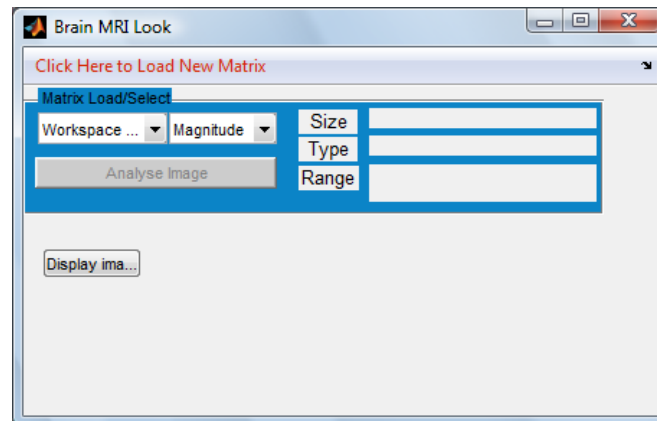 Brain MRI Look
Click Here to Load New Matrix
Matrix Load/Select
Workspace ... Magnitude
Size
Type
Analyse Image
Range
Display ima...